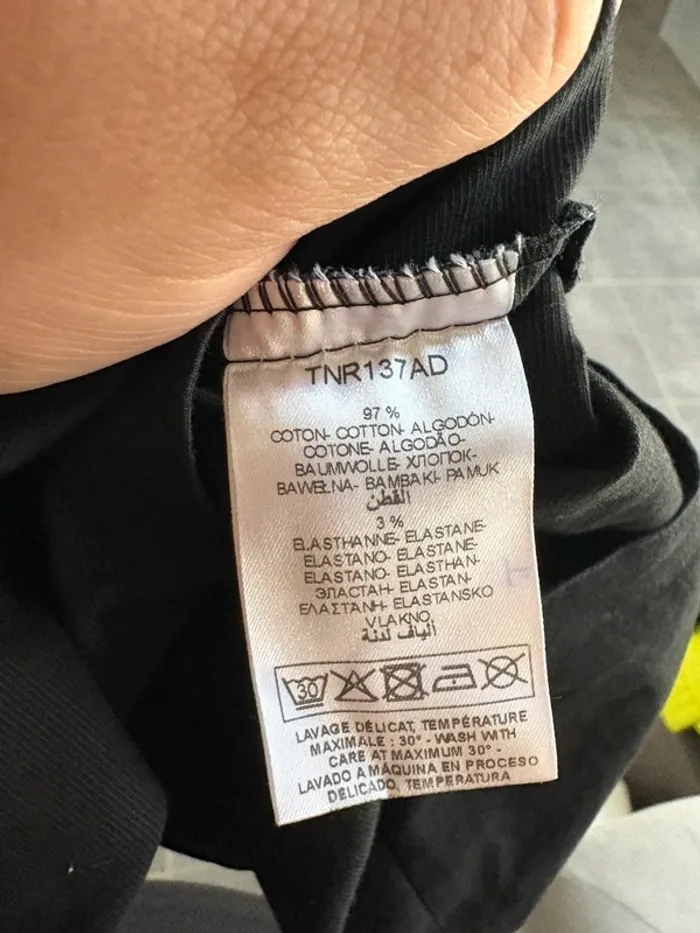 TNR137AD
97 %
COTON- COTTON- ALGODÓN-
COTONE- ALGODÃO-
BAUMWOLLE- ХЛОПОК-
BAWEŁNA- BAMBAKI- PAMUK
القطن
3 %
ELASTHANNE- ELASTANE-
ELASTANO- ELASTANE-
ELASTANO- ELASTHAN-
ЭЛАСТАН- ELASTAN-
ΕΛΑΣΤΑΝΗ- ELASTANSKO
VLAKNO
ألياف لدنة
30
LAVAGE DÉLICAT, TEMPÉRATURE
MAXIMALE : 30° - WASH WITH
CARE AT MAXIMUM 30° -
LAVADO A MÁQUINA EN PROCESO
DELICADO, TEMPERATURA